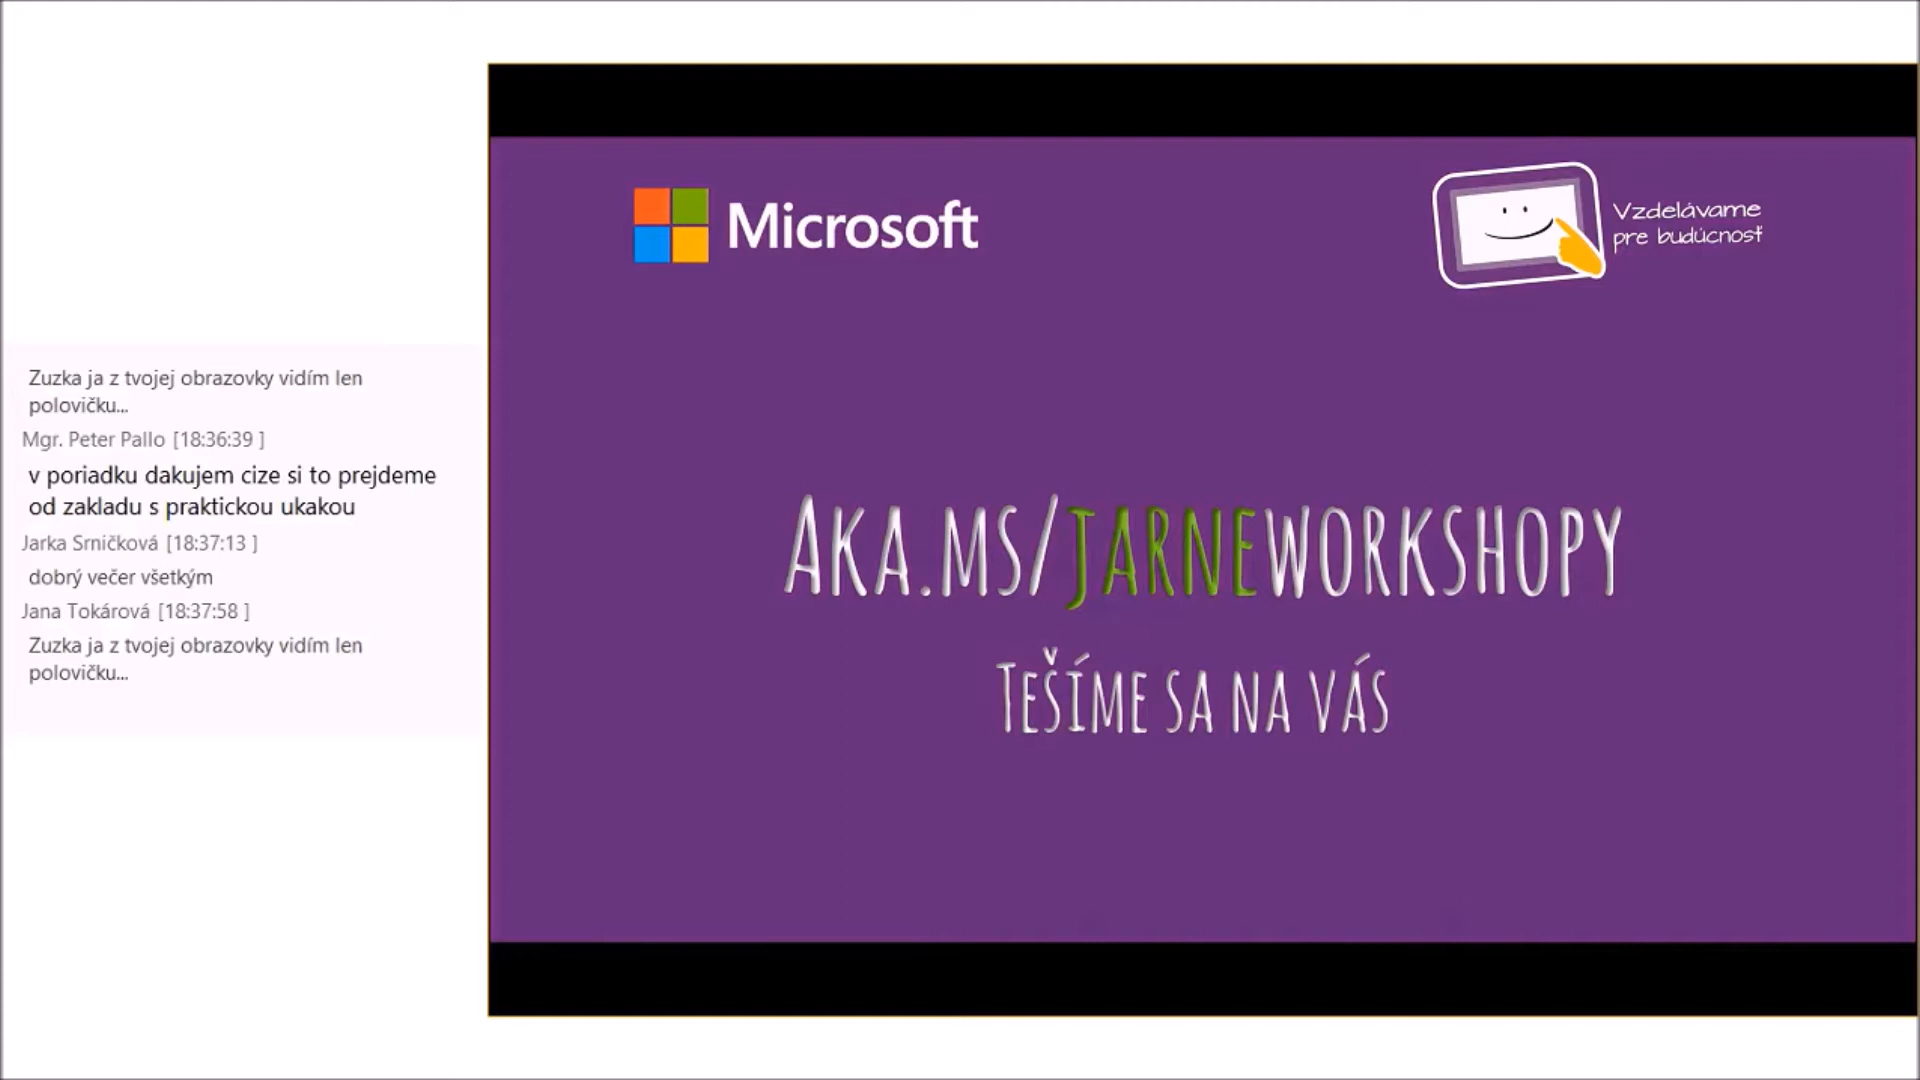 Zuzka ja z tvojej obrazovky vidím len
polovičku...
Mgr. Peter Pallo [18:36:39 ]
v poriadku dakujem cize si to prejdeme
od zakladu s praktickou ukakou
Jarka Srničková [18:37:13 ]
dobrý večer všetkým
Jana Tokárová [18:37:58 ]
Zuzka ja z tvojej obrazovky vidím len
polovičku...
Microsoft
Vzdelávame
pre budúcnosť
AKA.MS/JARNEWORKSHOPY
TEŠÍME SA NA VÁS